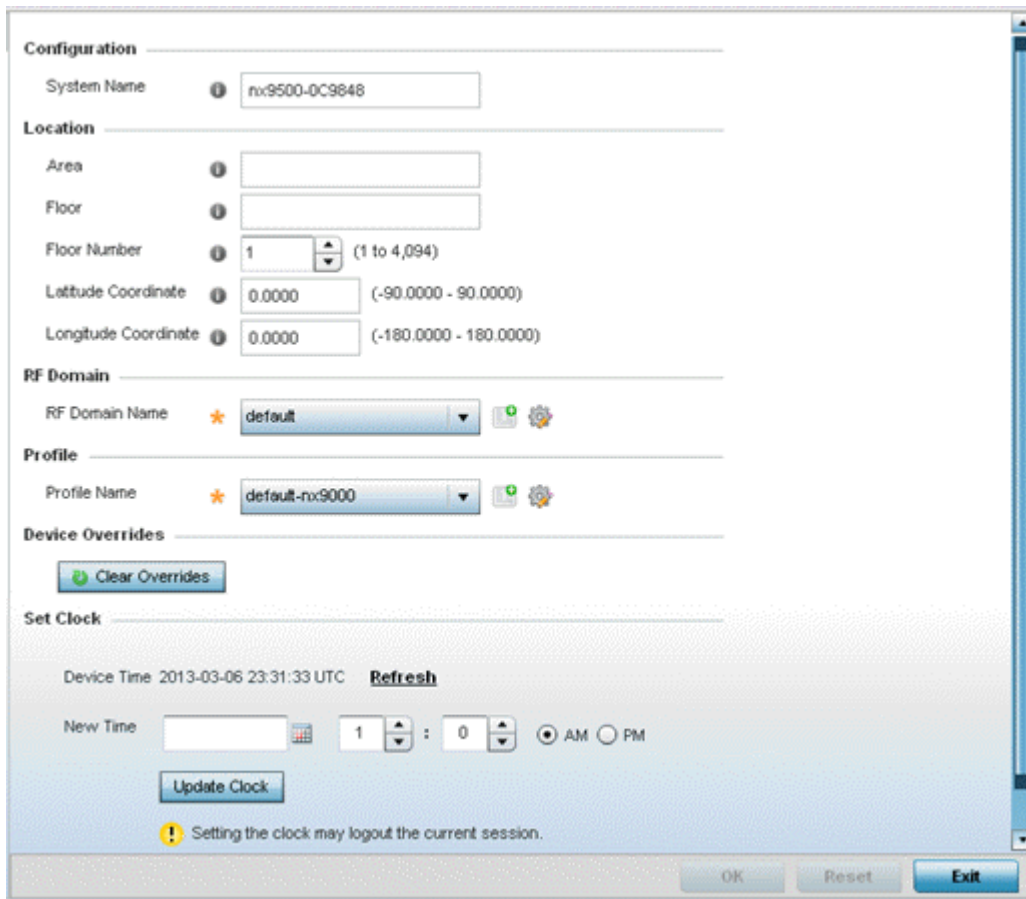 Configuration
System Name nx9500-0C9848
Location
Area
Floor
Floor Number 1 (1 to 4,094)
Latitude Coordinate 0.0000 (-90.0000 - 90.0000)
Longitude Coordinate 0.0000 (-180.0000 - 180.0000)
RF Domain
RF Domain Name * default
Profile
Profile Name * default-nx9000
Device Overrides
Clear Overrides
Set Clock
Device Time 2013-03-06 23:31:33 UTC Refresh
New Time 1 : 0 AM PM
Update Clock
Setting the clock may logout the current session.
OK Reset Exit